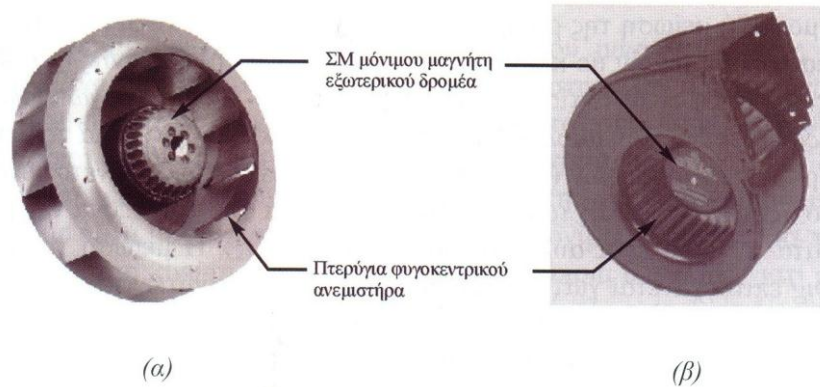 ΣΜ μόνιμου μαγνήτη
εξωτερικού δρομέα
Πτερύγια φυγοκεντρικού
ανεμιστήρα
(α)
(β)